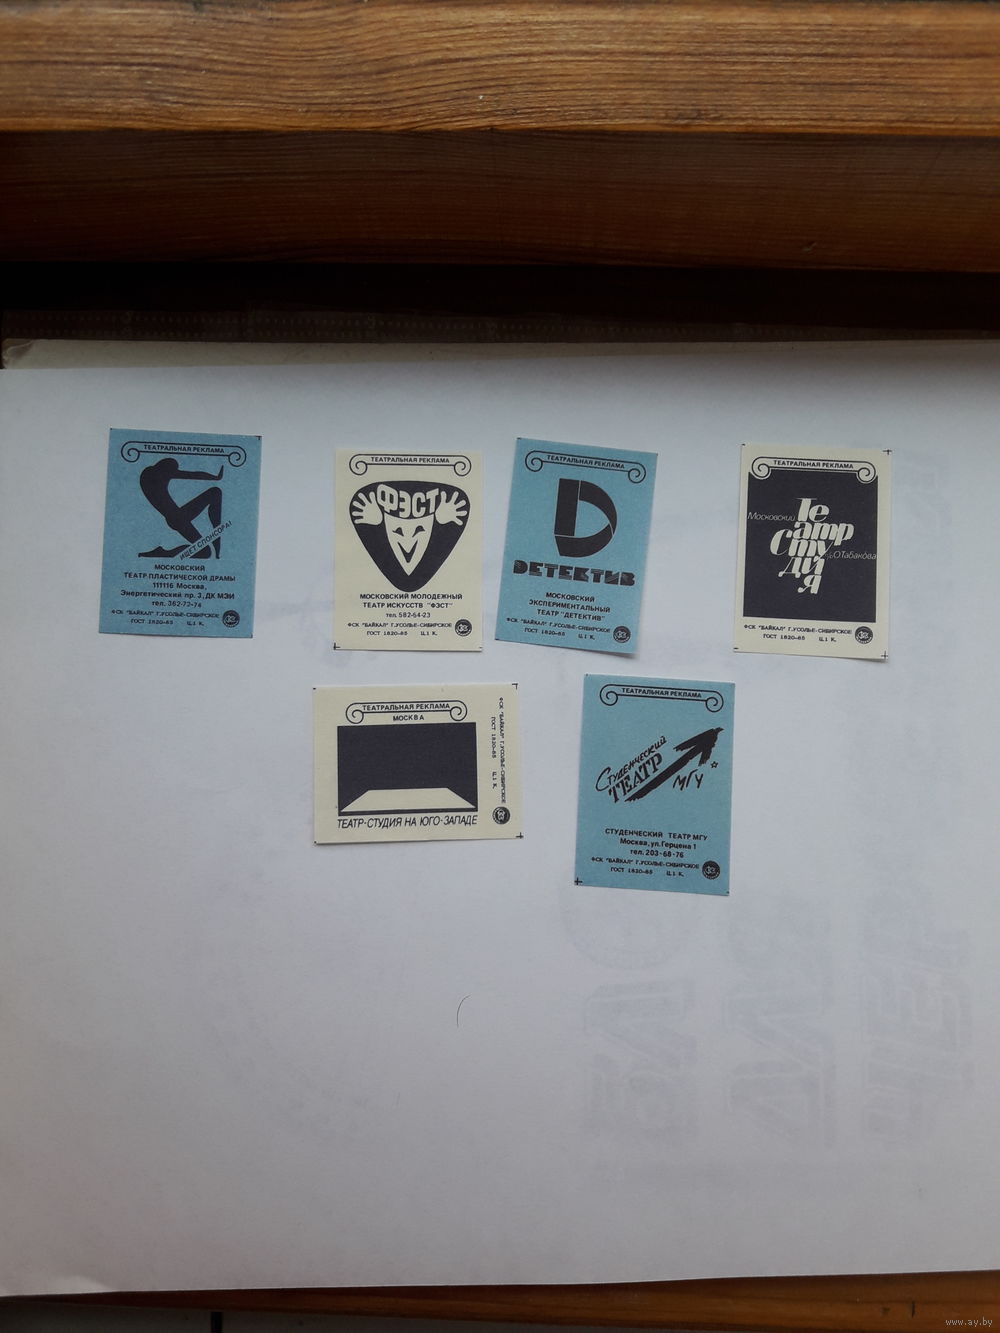 ТЕАТРАЛЬНАЯ РЕКЛАМА
ИЩЕТ СПОНСОРА!
МОСКОВСКИЙ
ТЕАТР ПЛАСТИЧЕСКОЙ ДРАМЫ
111116 Москва,
Энергетический пр. 3, ДК МЭИ
тел. 362-72-74
ФСК "БАЙКАЛ" Г.УСОЛЬЕ-СИБИРСКОЕ
ГОСТ 1820-85 Ц.1 К.
ТЕАТРАЛЬНАЯ РЕКЛАМА
ФЭСТ
МОСКОВСКИЙ МОЛОДЕЖНЫЙ
ТЕАТР ИСКУССТВ "ФЭСТ"
тел. 582-64-23
ФСК "БАЙКАЛ" Г.УСОЛЬЕ-СИБИРСКОЕ
ГОСТ 1820-85 Ц.1 К.
ТЕАТРАЛЬНАЯ РЕКЛАМА
D
DЕТЕКТИВ
МОСКОВСКИЙ
ЭКСПЕРИМЕНТАЛЬНЫЙ
ТЕАТР "ДЕТЕКТИВ"
ФСК "БАЙКАЛ" Г.УСОЛЬЕ-СИБИРСКОЕ
ГОСТ 1820-85 Ц.1 К.
ТЕАТРАЛЬНАЯ РЕКЛАМА
Московский Те
атр
Сту
О.Табакова
ди
я
ФСК "БАЙКАЛ" Г.УСОЛЬЕ-СИБИРСКОЕ
ГОСТ 1820-85 Ц.1 К.
ТЕАТРАЛЬНАЯ РЕКЛАМА
МОСКВА
ТЕАТР-СТУДИЯ НА ЮГО-ЗАПАДЕ
ФСК "БАЙКАЛ" Г.УСОЛЬЕ-СИБИРСКОЕ
ГОСТ 1820-85 Ц.1 К.
ТЕАТРАЛЬНАЯ РЕКЛАМА
Студенческий
ТЕАТР
МГУ
СТУДЕНЧЕСКИЙ ТЕАТР МГУ
Москва, ул. Герцена 1
тел. 203-68-76
ФСК "БАЙКАЛ" Г.УСОЛЬЕ-СИБИРСКОЕ
ГОСТ 1820-85 Ц.1 К.
www.ay.by